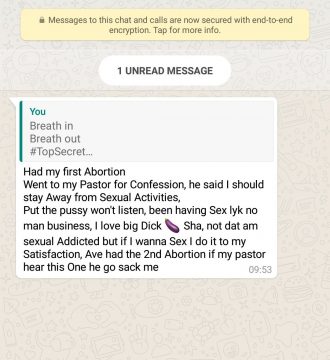 Messages to this chat and calls are now secured with end-to-end
encryption. Tap for more info.
1 UNREAD MESSAGE
You
Breath in
Breath out
#TopSecret...
Had my first Abortion
Went to my Pastor for Confession, he said I should
stay Away from Sexual Activities,
Put the pussy won't listen, been having Sex lyk no
man business, I love big Dick 🍆 Sha, not dat am
sexual Addicted but if I wanna Sex I do it to my
Satisfaction, Ave had the 2nd Abortion if my pastor
hear this One he go sack me
09:53